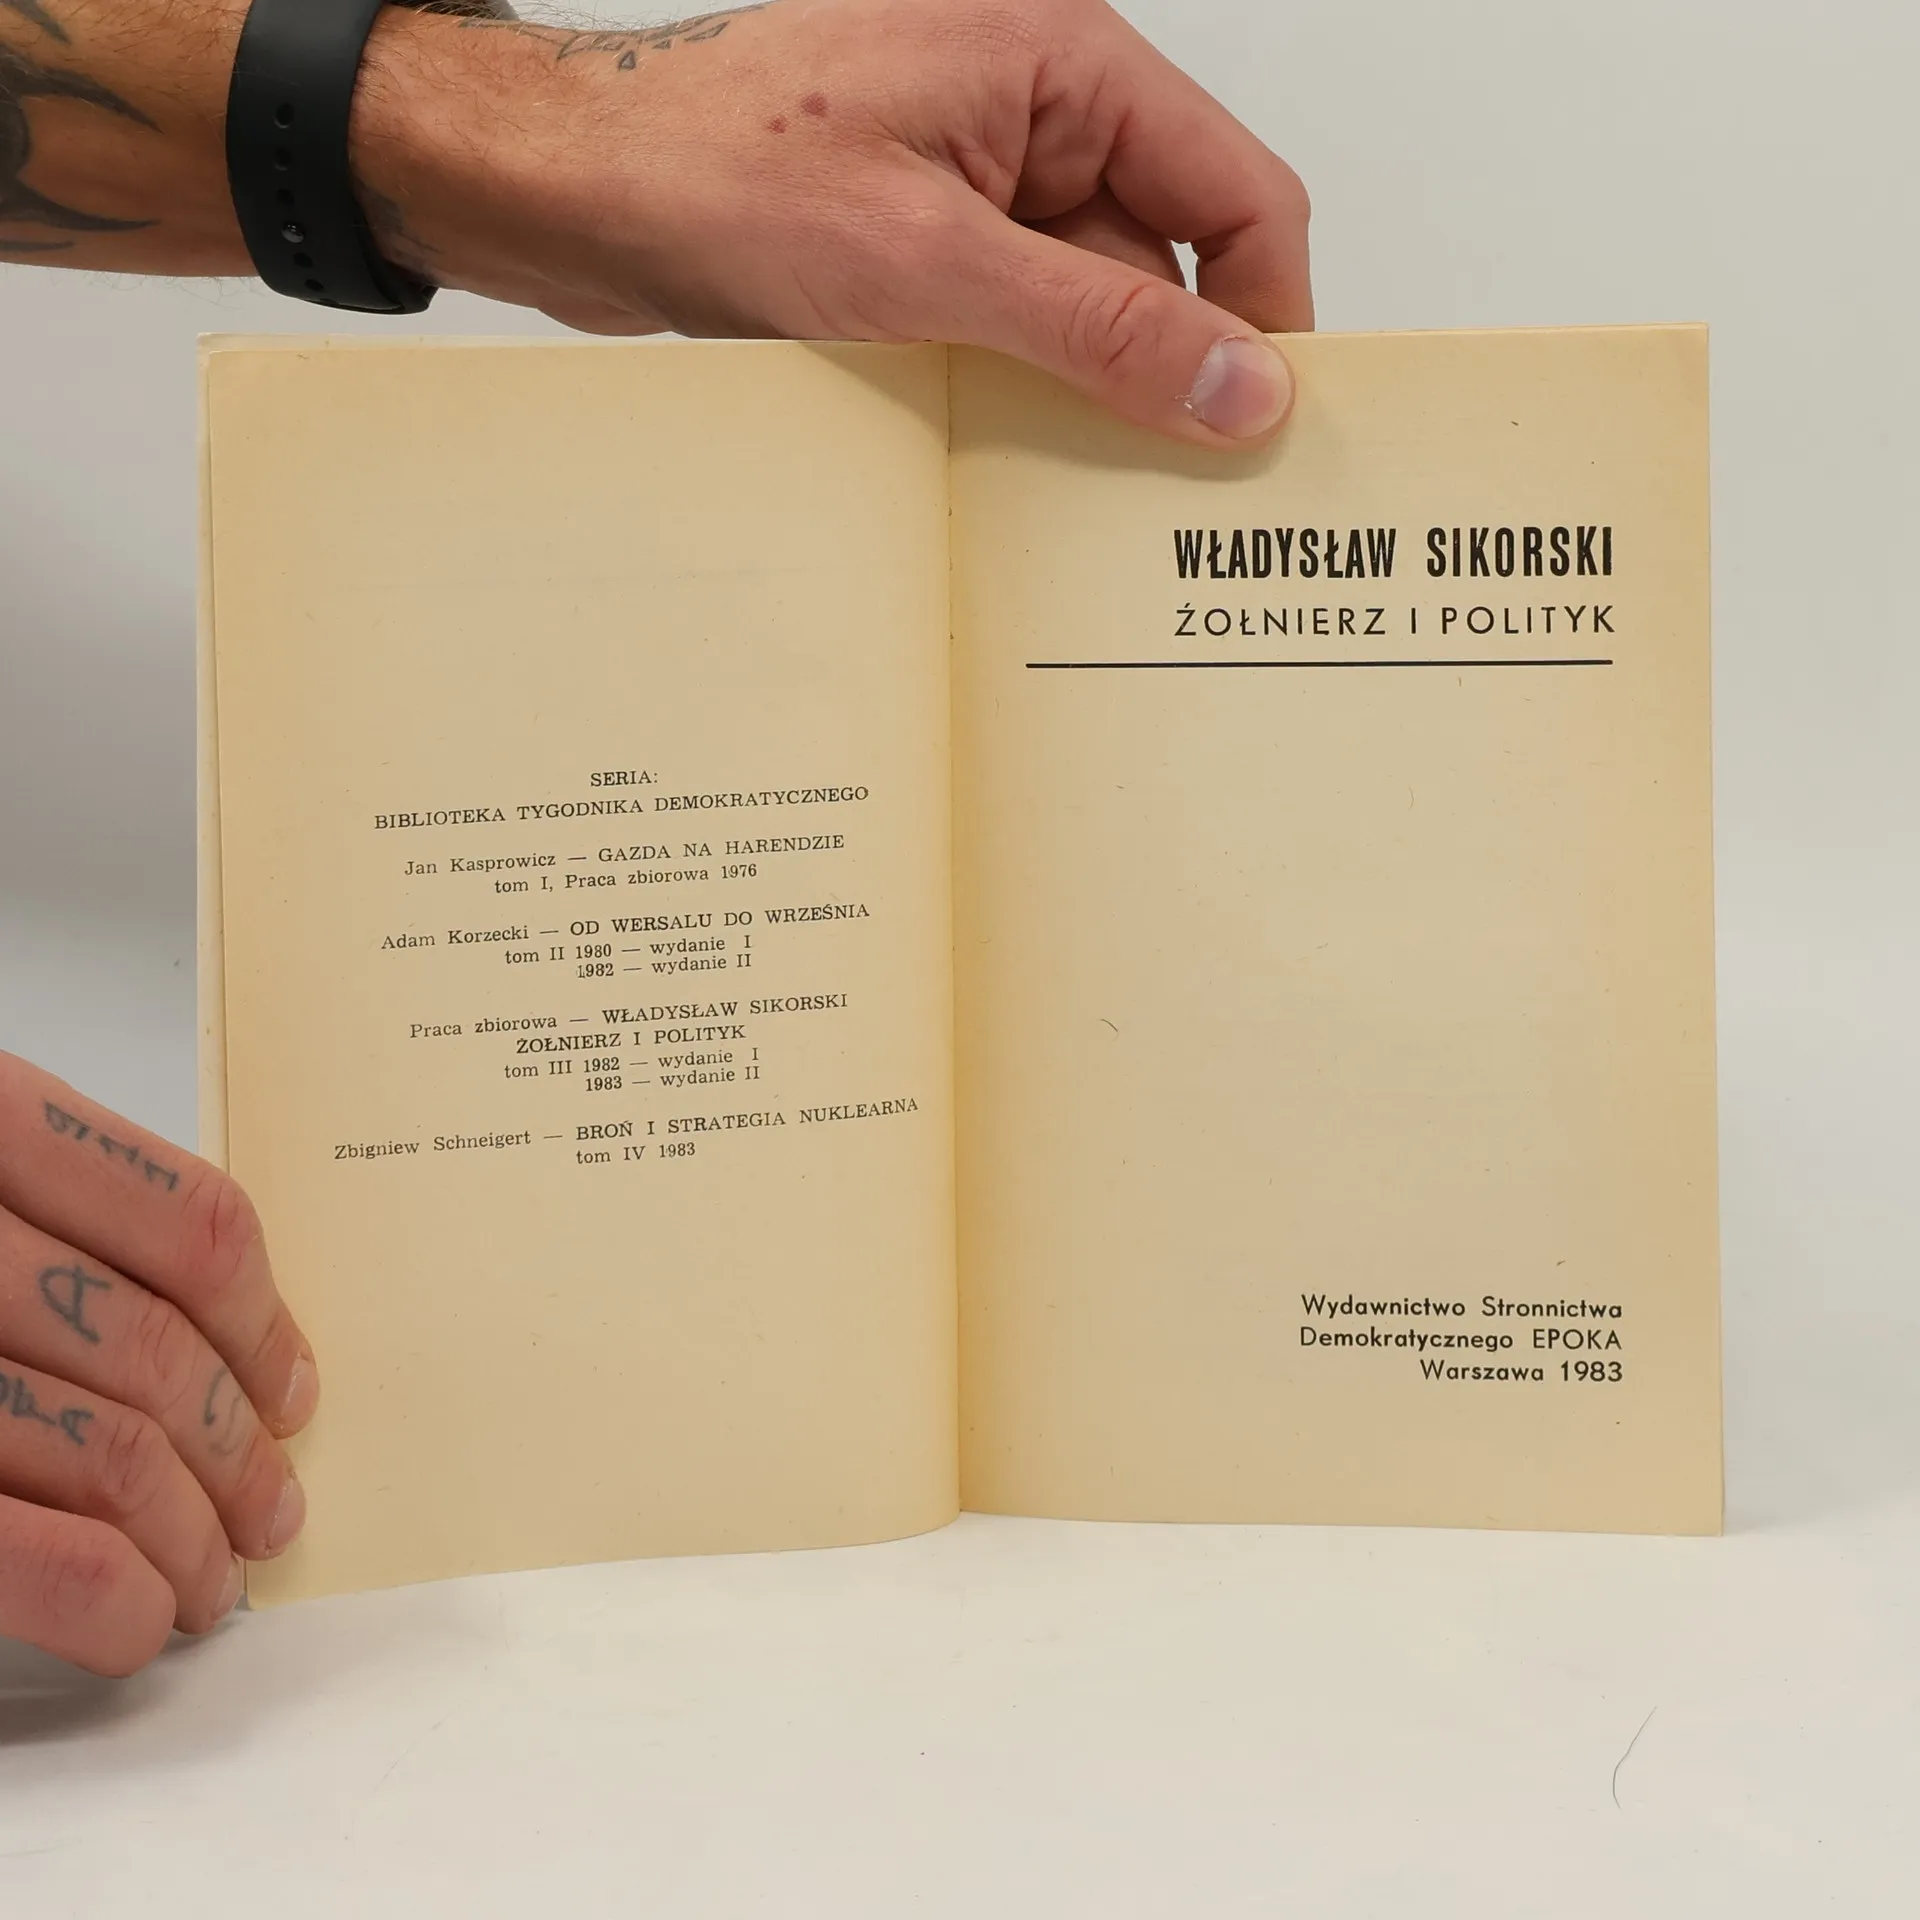 SERIA:
BIBLIOTEKA TYGODNIKA DEMOKRATYCZNEGO
Jan Kasprowicz — GAZDA NA HARENDZIE
tom I, Praca zbiorowa 1976
Adam Korzecki — OD WERSALU DO WRZEŚNIA
tom II 1980 — wydanie I
1982 — wydanie II
Praca zbiorowa — WŁADYSŁAW SIKORSKI
ŻOŁNIERZ I POLITYK
tom III 1982 — wydanie I
1983 — wydanie II
Zbigniew Schneigert — BROŃ I STRATEGIA NUKLEARNA
tom IV 1983
WŁADYSŁAW SIKORSKI
ŻOŁNIERZ I POLITYK
Wydawnictwo Stronnictwa
Demokratycznego EPOKA
Warszawa 1983